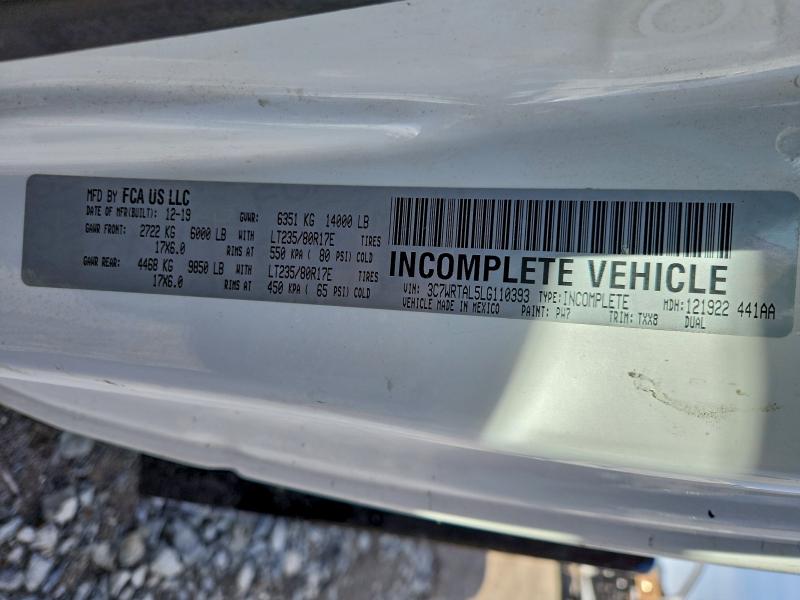 MFD BY FCA US LLC
DATE OF MFR(BUILT): 12-19 GVWR: 6351 KG 14000 LB
GAWR FRONT: 2722 KG 6000 LB WITH LT235/80R17E TIRES
17X6.0 RIMS AT 550 KPA ( 80 PSI) COLD
GAWR REAR: 4468 KG 9850 LB WITH LT235/80R17E TIRES
17X6.0 RIMS AT 450 KPA ( 65 PSI) COLD
INCOMPLETE VEHICLE
VIN: 3C7WRTAL5LG110393 TYPE: INCOMPLETE MDH: 121922 441AA
VEHICLE MADE IN MEXICO PAINT: PW7 TRIM: TXX8 DUAL